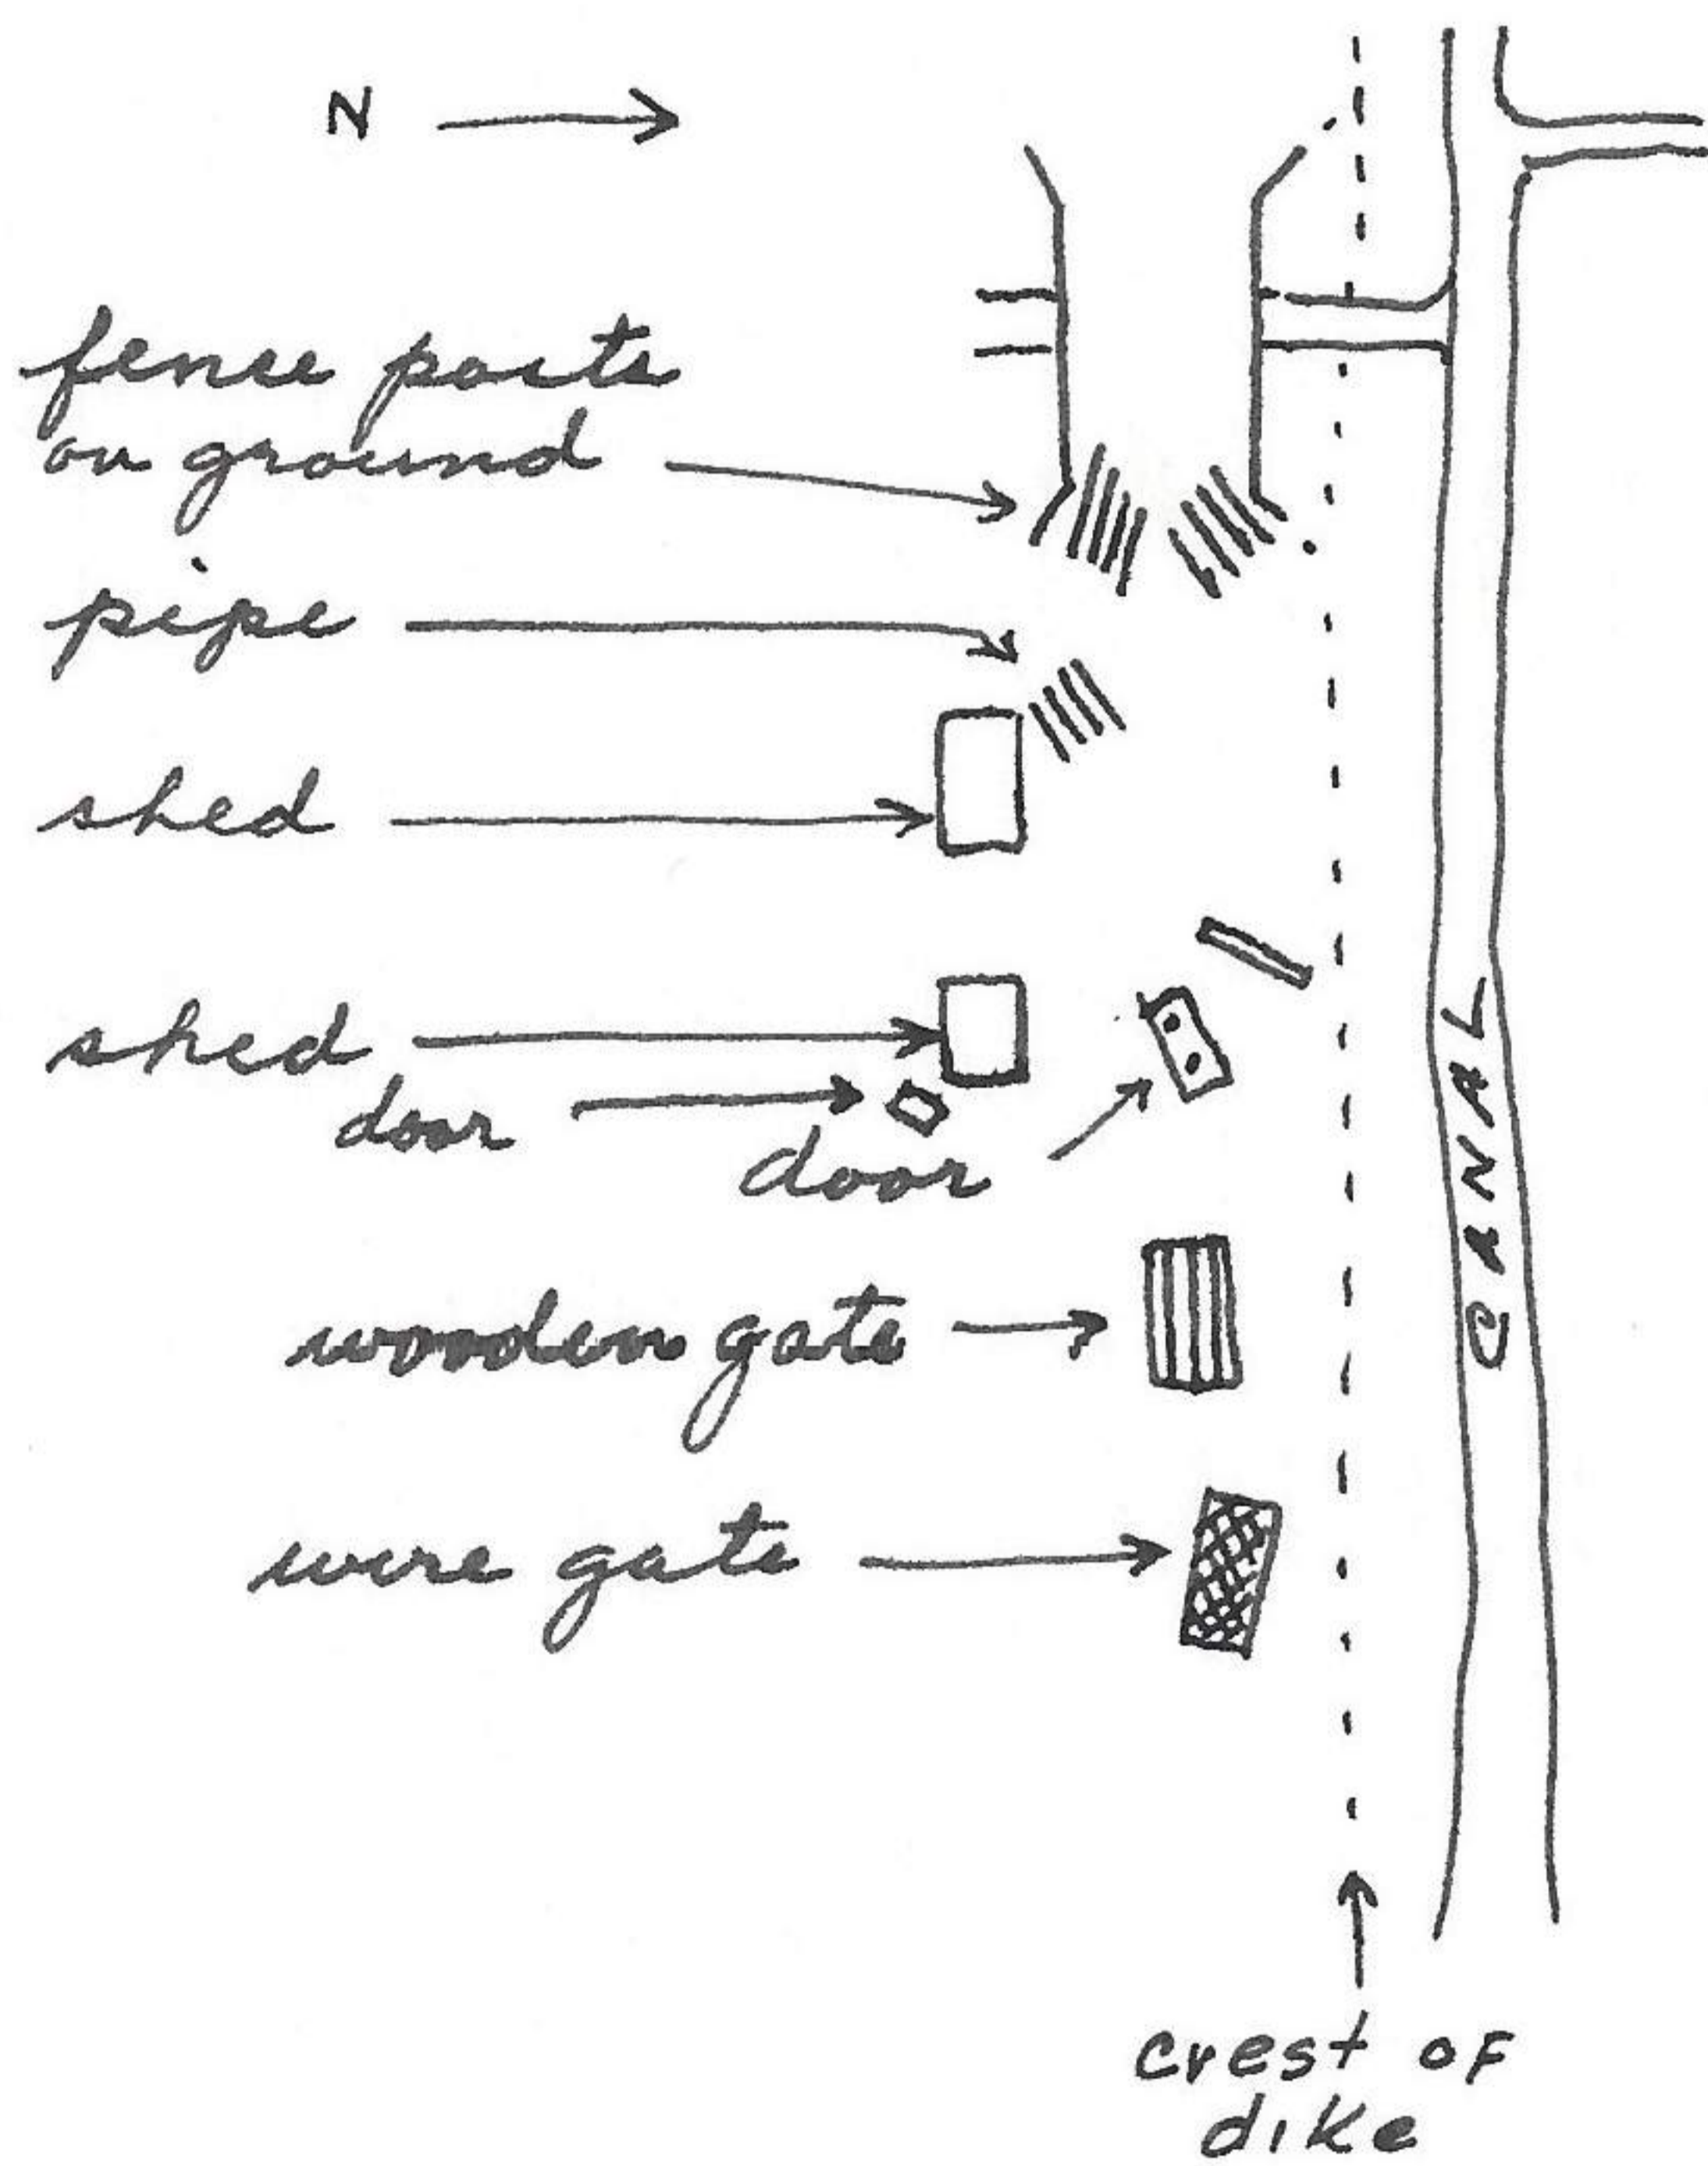 N
fence posts
on ground
pipe
shed
shed
door
door
wooden gate
wire gate
CANAL
crest of
dike